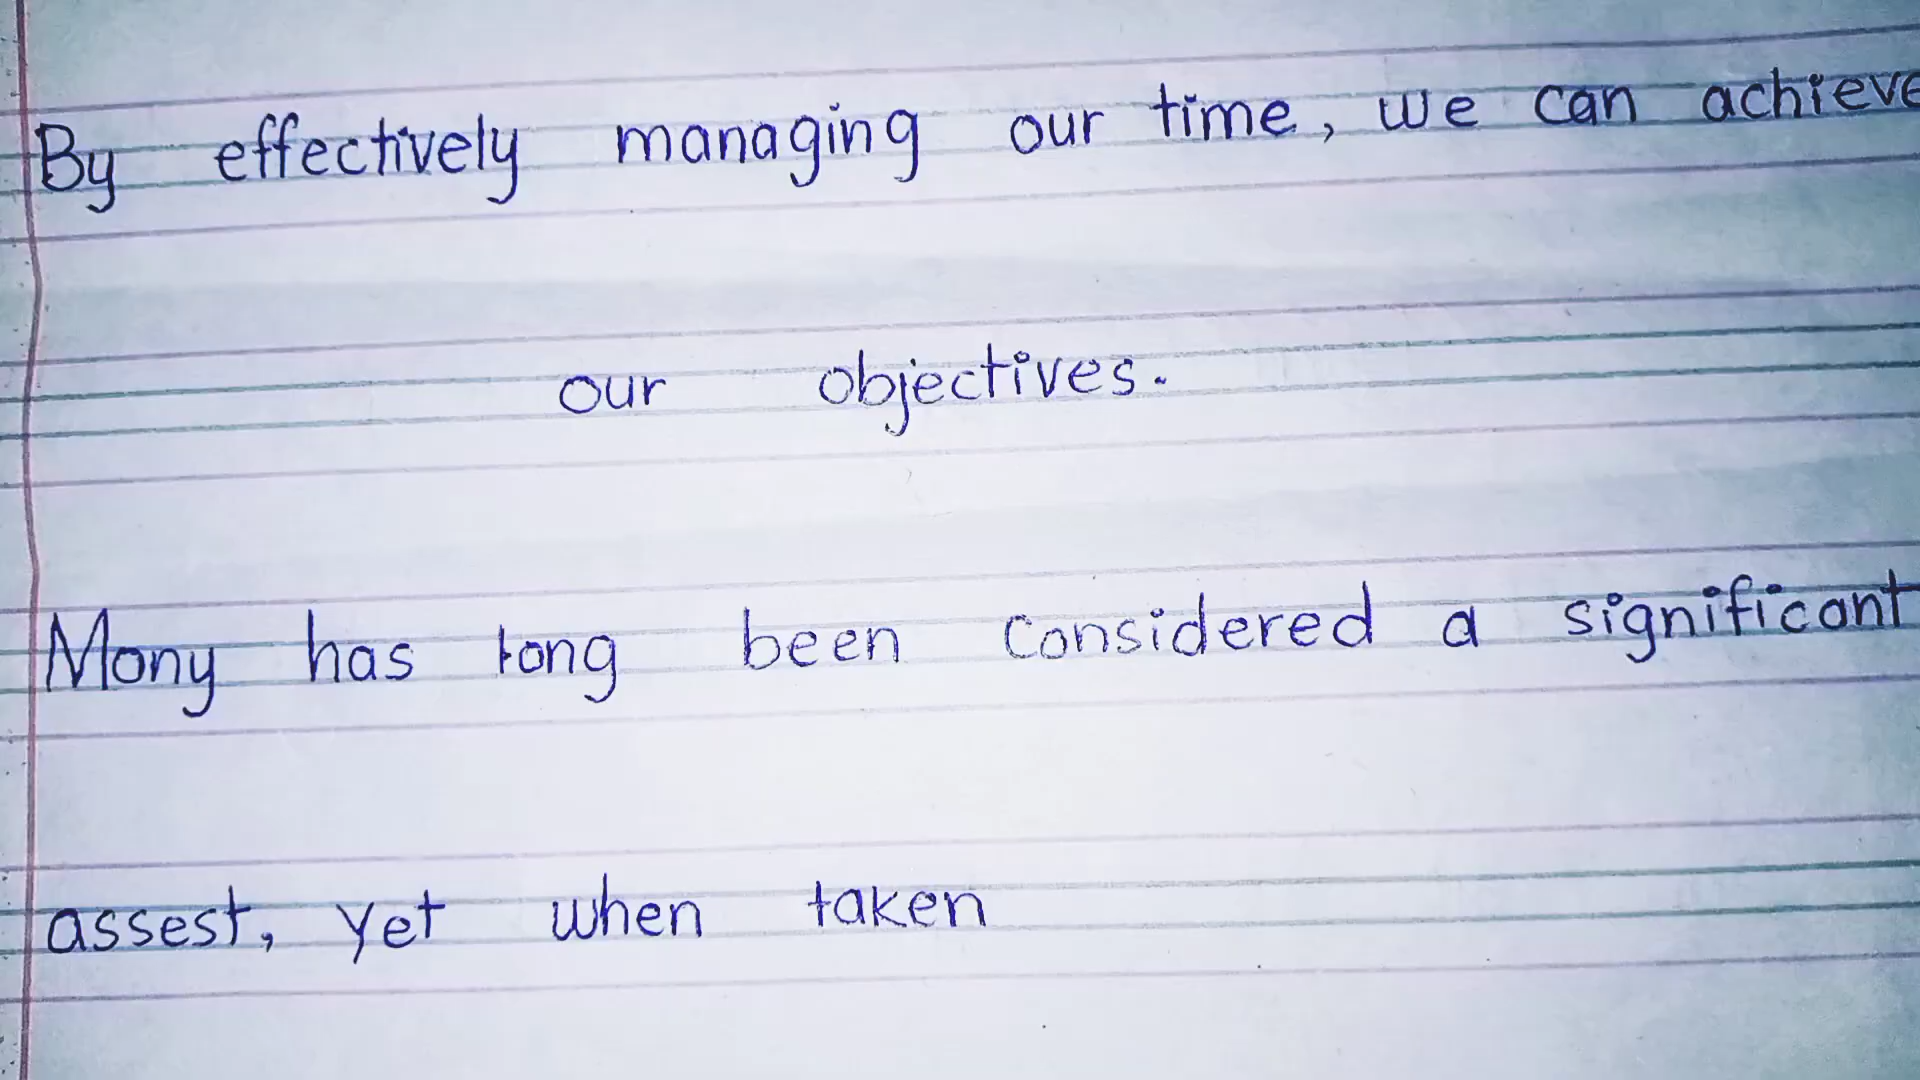 By effectively managing our time, we can achieve
our objectives.
Mony has long been considered a significant
assest, yet when taken